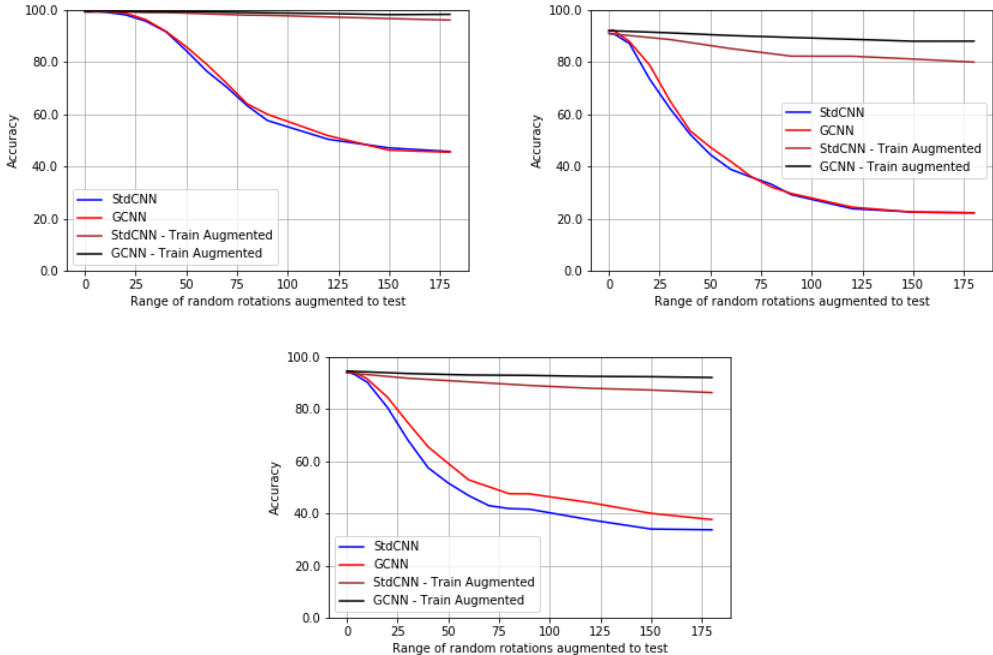 100.0
80.0
60.0
40.0
20.0
0.0
Accuracy
StdCNN
GCNN
StdCNN - Train Augmented
GCNN - Train Augmented
0 25 50 75 100 125 150 175
Range of random rotations augmented to test
100.0
80.0
60.0
40.0
20.0
0.0
Accuracy
StdCNN
GCNN
StdCNN - Train Augmented
GCNN - Train augmented
0 25 50 75 100 125 150 175
Range of random rotations augmented to test
100.0
80.0
60.0
40.0
20.0
0.0
Accuracy
StdCNN
GCNN
StdCNN - Train Augmented
GCNN - Train Augmented
0 25 50 75 100 125 150 175
Range of random rotations augmented to test